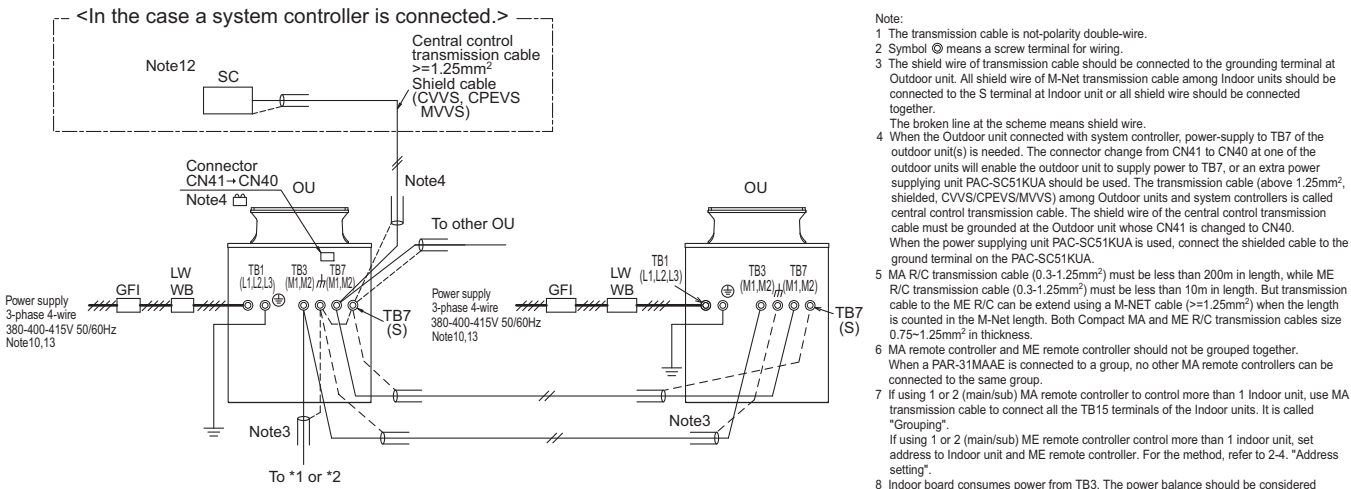 <In the case a system controller is connected.>
Note12
SC
Central control
transmission cable
>=1.25mm²
Shield cable
(CVVS, CPEVS
MVVS)
Connector
CN41→CN40
Note4
OU
Note4
To other OU
OU
TB1
(L1,L2,L3)
TB3
(M1,M2)
TB7
(M1,M2)
LW
WB
GFI
Power supply
3-phase 4-wire
380-400-415V 50/60Hz
Note10,13
TB7
(S)
Power supply
3-phase 4-wire
380-400-415V 50/60Hz
Note10,13
GFI
LW
WB
TB1
(L1,L2,L3)
TB3
(M1,M2)
TB7
(M1,M2)
TB7
(S)
Note3
To *1 or *2
Note3
Note:
1 The transmission cable is not-polarity double-wire.
2 Symbol ◎ means a screw terminal for wiring.
3 The shield wire of transmission cable should be connected to the grounding terminal at
Outdoor unit. All shield wire of M-Net transmission cable among Indoor units should be
connected to the S terminal at Indoor unit or all shield wire should be connected
together.
The broken line at the scheme means shield wire.
4 When the Outdoor unit connected with system controller, power-supply to TB7 of the
outdoor unit(s) is needed. The connector change from CN41 to CN40 at one of the
outdoor units will enable the outdoor unit to supply power to TB7, or an extra power
supplying unit PAC-SC51KUA should be used. The transmission cable (above 1.25mm²,
shielded, CVVS/CPEVS/MVVS) among Outdoor units and system controllers is called
central control transmission cable. The shield wire of the central control transmission
cable must be grounded at the Outdoor unit whose CN41 is changed to CN40.
When the power supplying unit PAC-SC51KUA is used, connect the shielded cable to the
ground terminal on the PAC-SC51KUA.
5 MA R/C transmission cable (0.3-1.25mm²) must be less than 200m in length, while ME
R/C transmission cable (0.3-1.25mm²) must be less than 10m in length. But transmission
cable to the ME R/C can be extend using a M-NET cable (>=1.25mm²) when the length
is counted in the M-Net length. Both Compact MA and ME R/C transmission cables size
0.75~1.25mm² in thickness.
6 MA remote controller and ME remote controller should not be grouped together.
When a PAR-31MAAE is connected to a group, no other MA remote controllers can be
connected to the same group.
7 If using 1 or 2 (main/sub) MA remote controller to control more than 1 Indoor unit, use MA
transmission cable to connect all the TB15 terminals of the Indoor units. It is called
"Grouping".
If using 1 or 2 (main/sub) ME remote controller control more than 1 indoor unit, set
address to Indoor unit and ME remote controller. For the method, refer to 2-4. "Address
setting".
8 Indoor board consumes power from TB3. The power balance should be considered